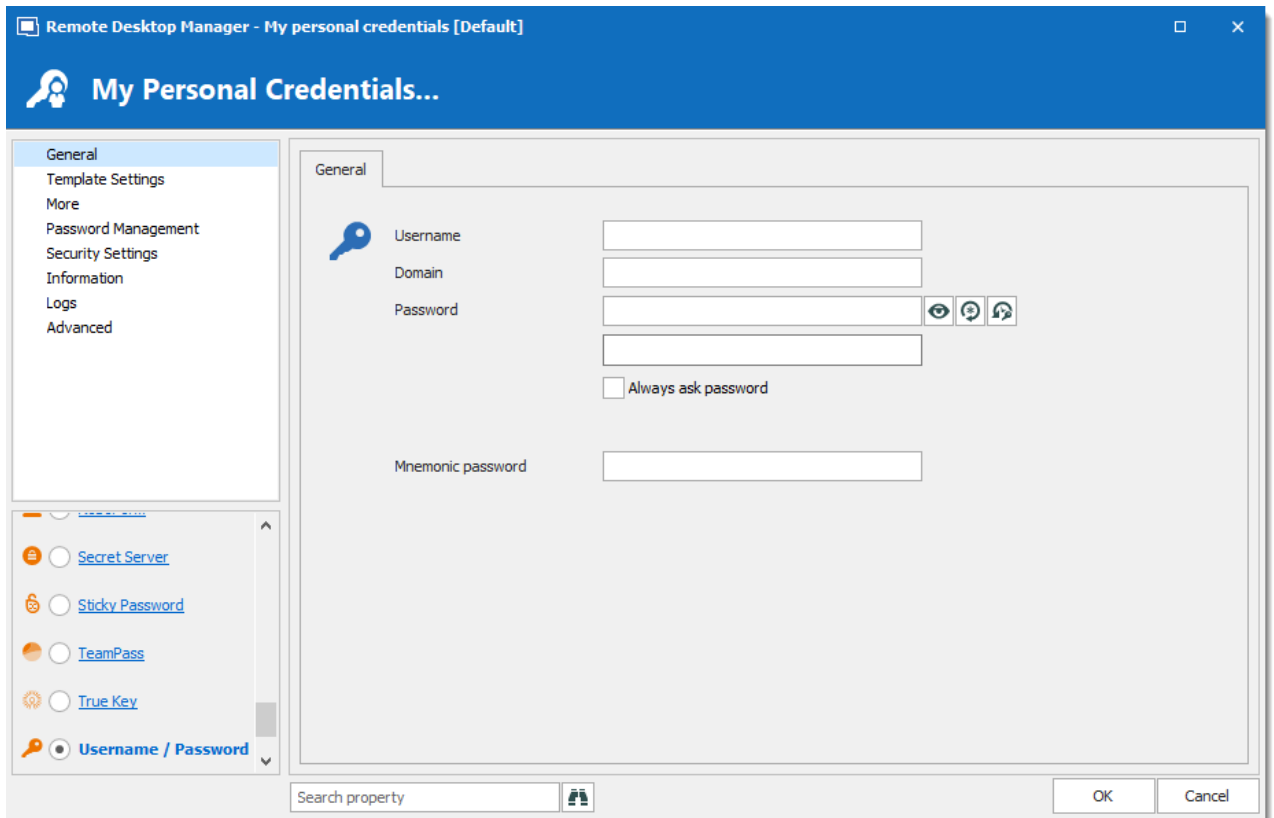 Remote Desktop Manager - My personal credentials [Default]
My Personal Credentials...
General
Template Settings
More
Password Management
Security Settings
Information
Logs
Advanced
Secret Server
Sticky Password
TeamPass
True Key
Username / Password
General
Username
Domain
Password
Always ask password
Mnemonic password
Search property
OK
Cancel